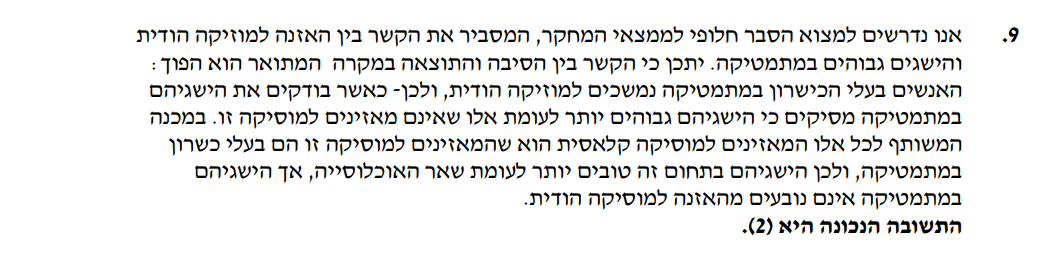 9. אנו נדרשים למצוא הסבר חלופי לממצאי המחקר, המסביר את הקשר בין האזנה למוזיקה הודית
והישגים גבוהים במתמטיקה. יתכן כי הקשר בין הסיבה והתוצאה במקרה המתואר הוא הפוך:
האנשים בעלי הכישרון במתמטיקה נמשכים למוזיקה הודית, ולכן- כאשר בודקים את הישגיהם
במתמטיקה מסיקים כי הישגיהם גבוהים יותר לעומת אלו שאינם מאזינים למוסיקה זו. במכנה
המשותף לכל אלו המאזינים למוסיקה קלאסית הוא שהמאזינים למוסיקה זו הם בעלי כשרון
במתמטיקה, ולכן הישגיהם בתחום זה טובים יותר לעומת שאר האוכלוסייה, אך הישגיהם
במתמטיקה אינם נובעים מהאזנה למוסיקה הודית.
התשובה הנכונה היא (2).